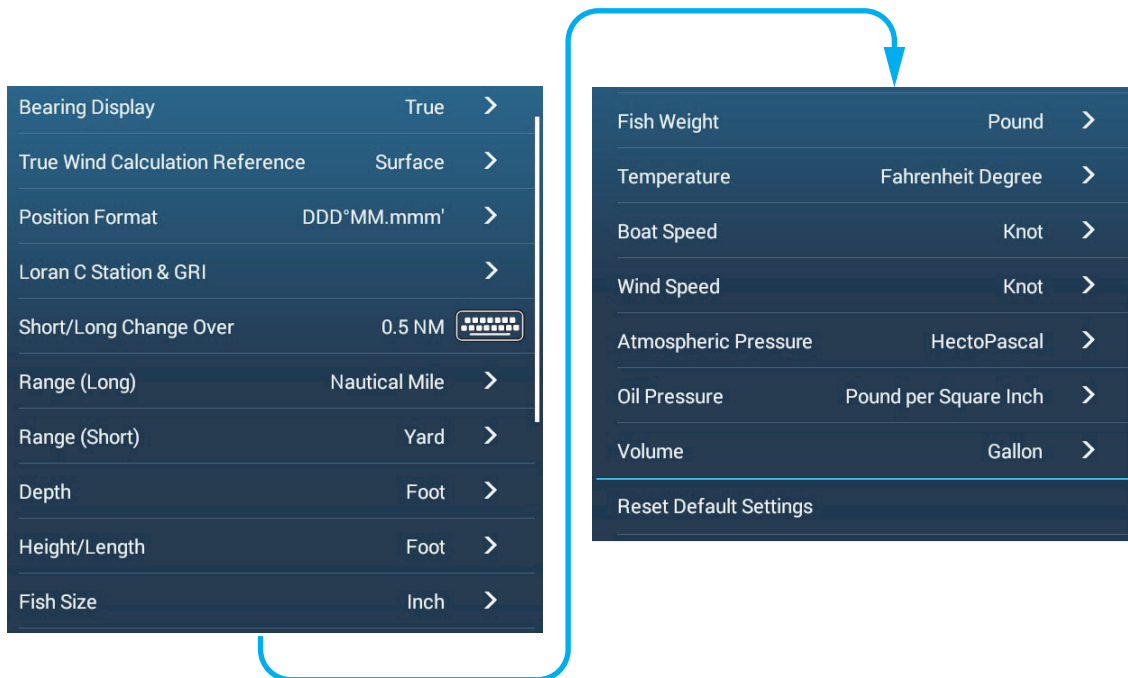 Bearing Display True
True Wind Calculation Reference Surface
Position Format DDD°MM.mmm'
Loran C Station & GRI
Short/Long Change Over 0.5 NM
Range (Long) Nautical Mile
Range (Short) Yard
Depth Foot
Height/Length Foot
Fish Size Inch
Fish Weight Pound
Temperature Fahrenheit Degree
Boat Speed Knot
Wind Speed Knot
Atmospheric Pressure HectoPascal
Oil Pressure Pound per Square Inch
Volume Gallon
Reset Default Settings